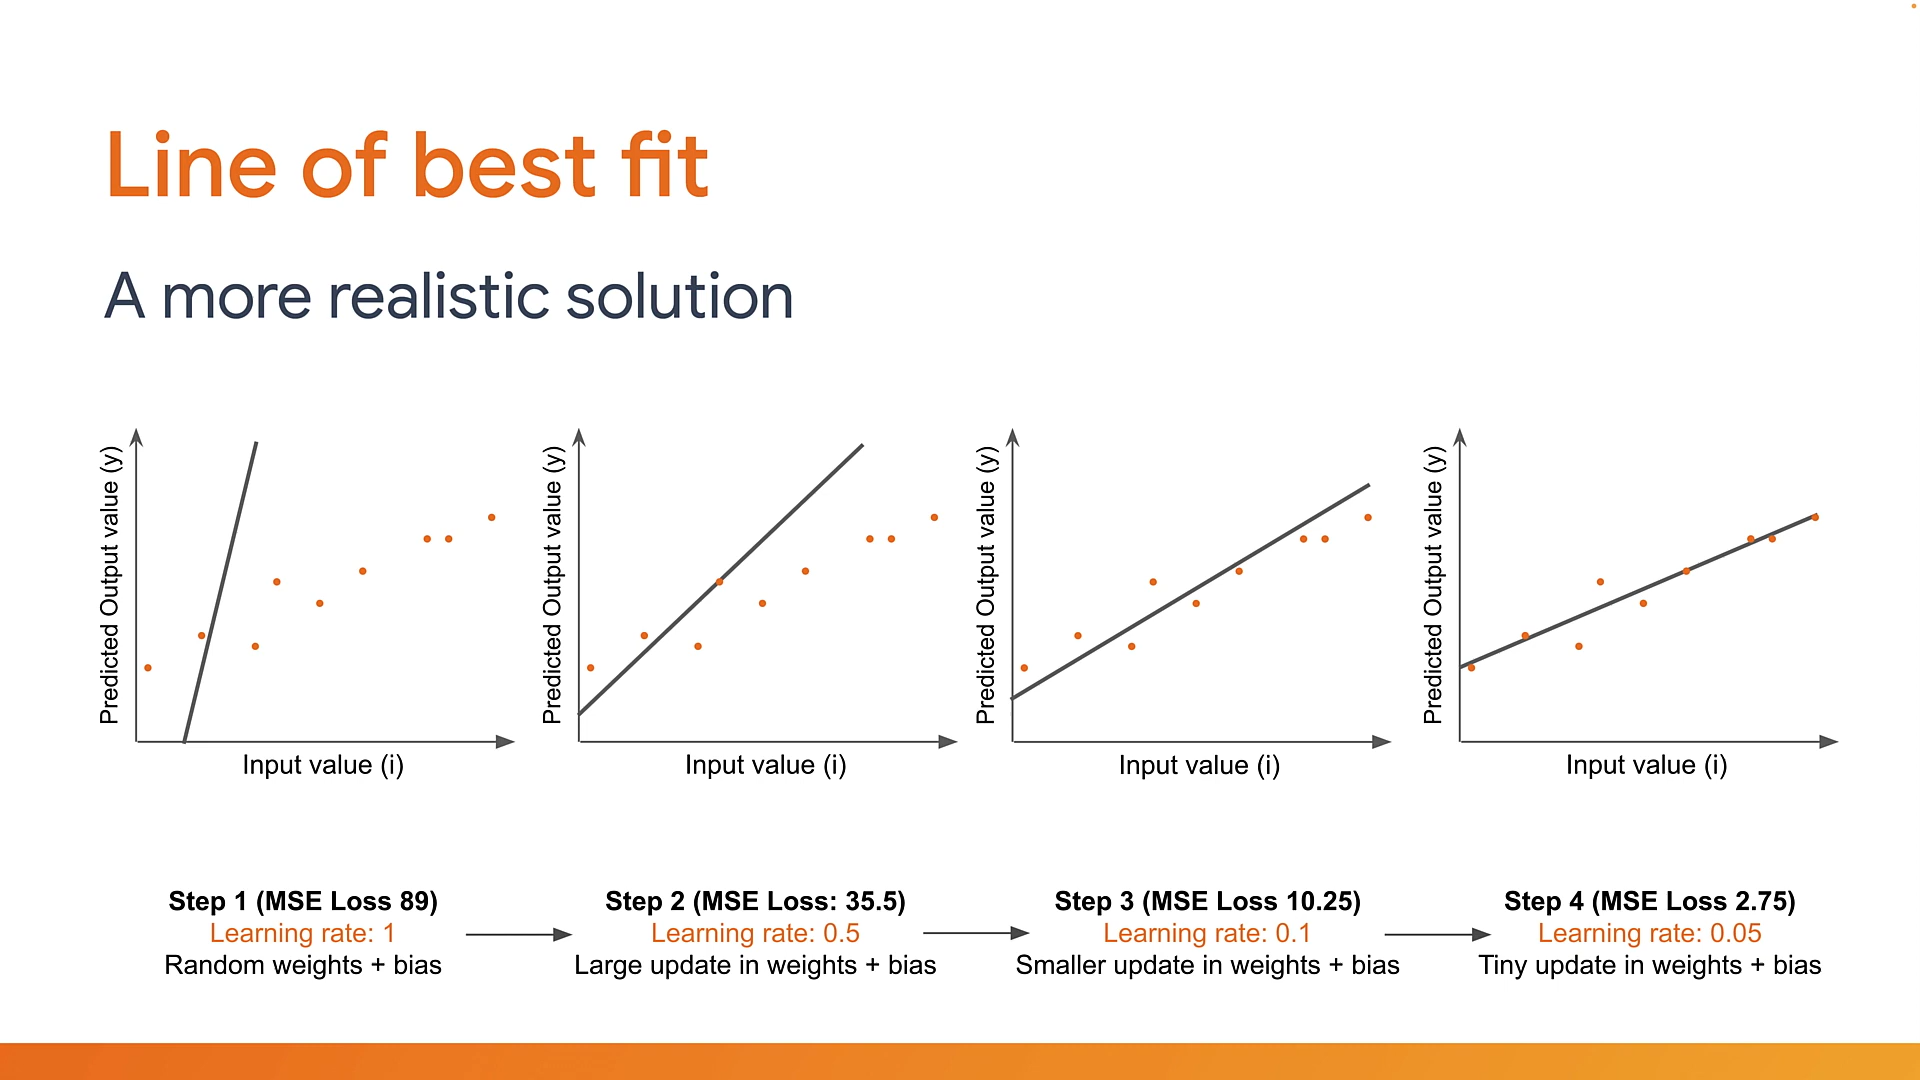 Line of best fit
A more realistic solution
Predicted Output value (y)
Input value (i)
Predicted Output value (y)
Input value (i)
Predicted Output value (y)
Input value (i)
Predicted Output value (y)
Input value (i)
Step 1 (MSE Loss 89)
Learning rate: 1
Random weights + bias
Step 2 (MSE Loss: 35.5)
Learning rate: 0.5
Large update in weights + bias
Step 3 (MSE Loss 10.25)
Learning rate: 0.1
Smaller update in weights + bias
Step 4 (MSE Loss 2.75)
Learning rate: 0.05
Tiny update in weights + bias